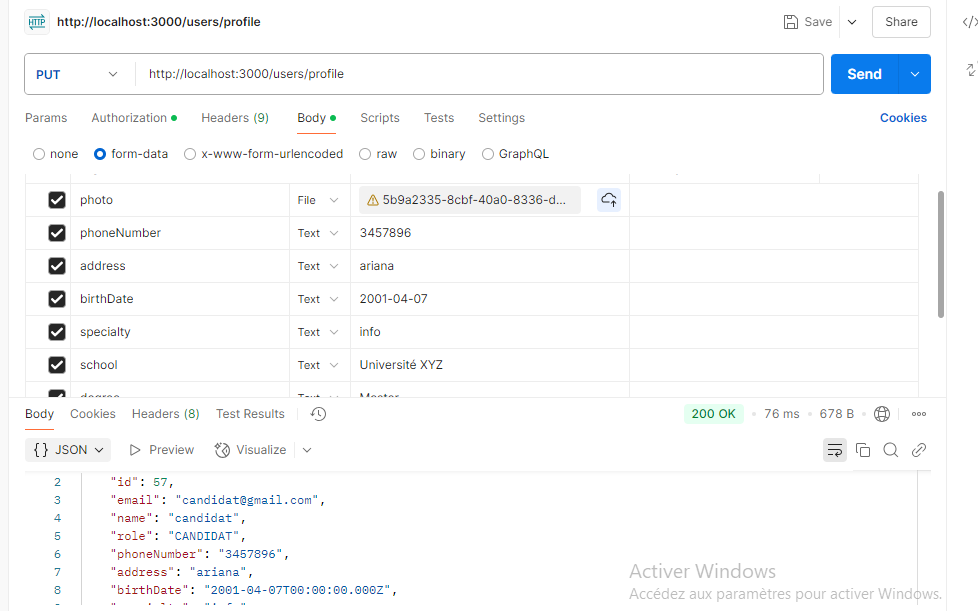 HTTP http://localhost:3000/users/profile Save Share </>
PUT http://localhost:3000/users/profile Send
Params Authorization Headers (9) Body Scripts Tests Settings Cookies
none form-data x-www-form-urlencoded raw binary GraphQL
photo File 5b9a2335-8cbf-40a0-8336-d...
phoneNumber Text 3457896
address Text ariana
birthDate Text 2001-04-07
specialty Text info
school Text Université XYZ
degree Text Master
Body Cookies Headers (8) Test Results 200 OK 76 ms 678 B
{} JSON Preview Visualize
2 "id": 57,
3 "email": "candidat@gmail.com",
4 "name": "candidat",
5 "role": "CANDIDAT",
6 "phoneNumber": "3457896",
7 "address": "ariana",
8 "birthDate": "2001-04-07T00:00:00.000Z",
Activer Windows
Accédez aux paramètres pour activer Windows.